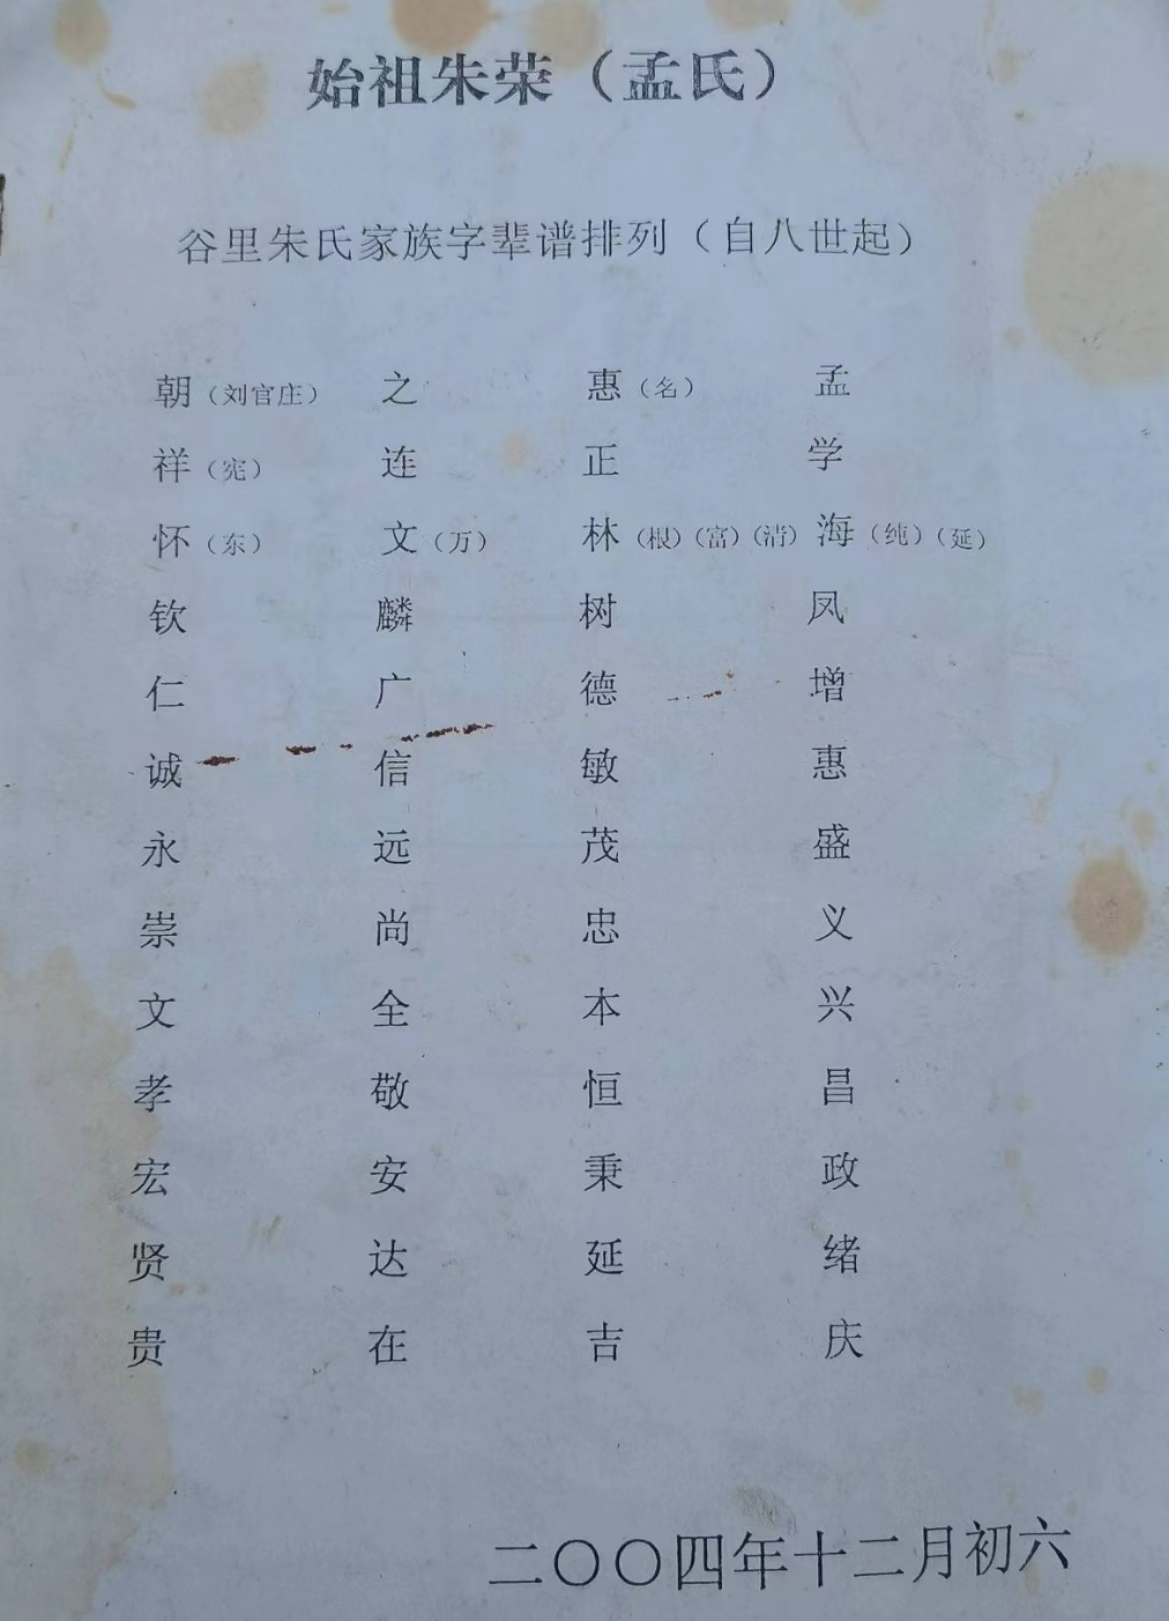 始祖朱荣（孟氏）
谷里朱氏家族字辈谱排列（自八世起）
朝（刘官庄） 之 惠（名） 孟
祥（宪） 连 正 学
怀（东） 文（万） 林（根）（富）（清） 海（纯）（延）
钦 麟 树 凤
仁 广 德 增
诚 信 敏 惠
永 远 茂 盛
崇 尚 忠 义
文 全 本 兴
孝 敬 恒 昌
宏 安 秉 政
贤 达 延 绪
贵 在 吉 庆
二〇〇四年十二月初六